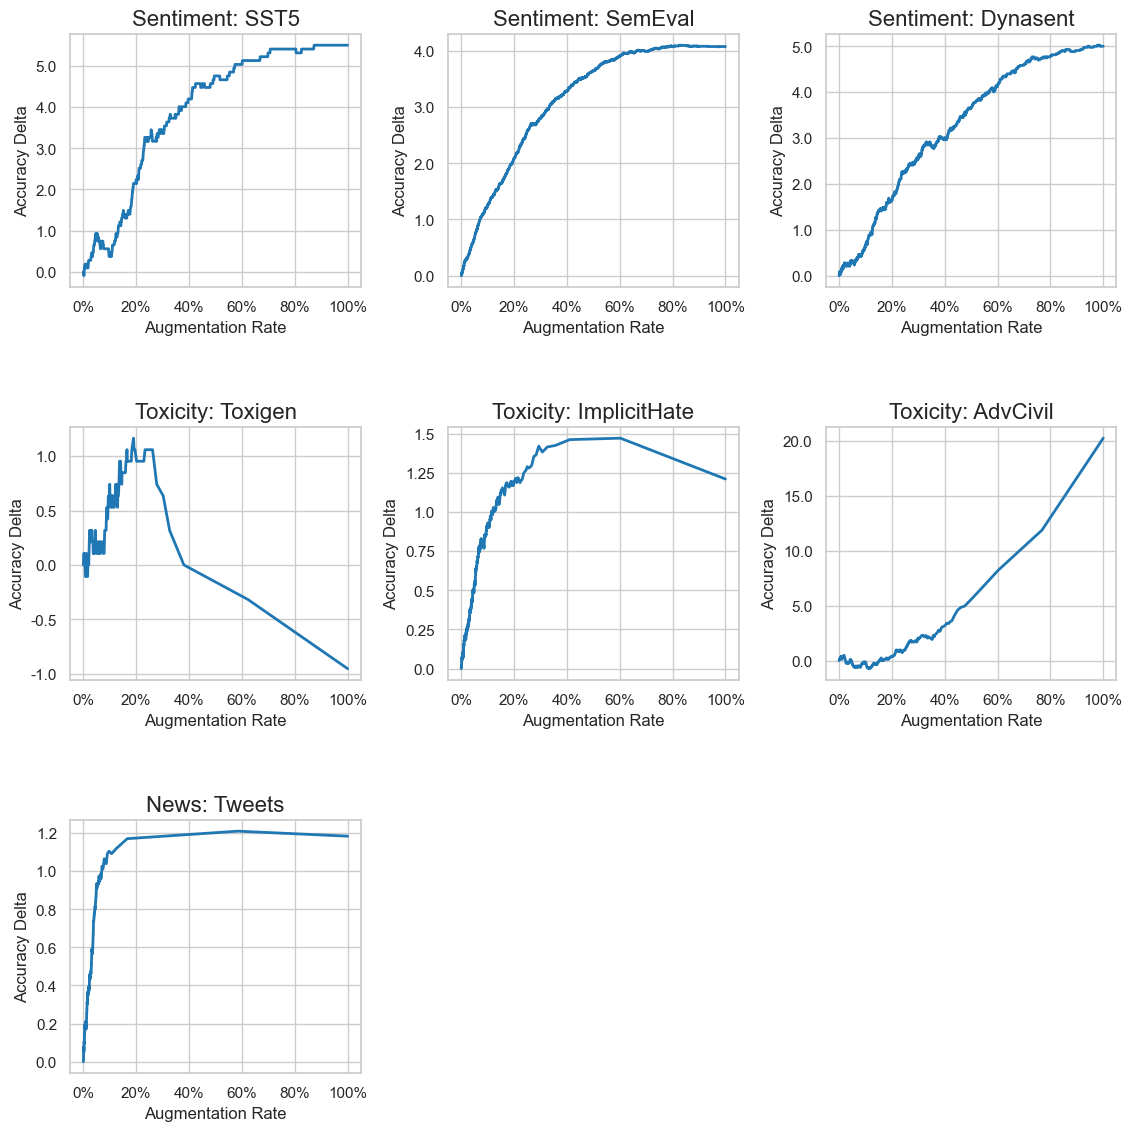 Sentiment: SST5
Accuracy Delta
5.0
4.0
3.0
2.0
1.0
0.0
0% 20% 40% 60% 80% 100%
Augmentation Rate
Sentiment: SemEval
Accuracy Delta
4.0
3.0
2.0
1.0
0.0
0% 20% 40% 60% 80% 100%
Augmentation Rate
Sentiment: Dynasent
Accuracy Delta
5.0
4.0
3.0
2.0
1.0
0.0
0% 20% 40% 60% 80% 100%
Augmentation Rate
Toxicity: Toxigen
Accuracy Delta
1.0
0.5
0.0
-0.5
-1.0
0% 20% 40% 60% 80% 100%
Augmentation Rate
Toxicity: ImplicitHate
Accuracy Delta
1.5
1.25
1.0
0.75
0.5
0.25
0.0
0% 20% 40% 60% 80% 100%
Augmentation Rate
Toxicity: AdvCivil
Accuracy Delta
20.0
15.0
10.0
5.0
0.0
0% 20% 40% 60% 80% 100%
Augmentation Rate
News: Tweets
Accuracy Delta
1.2
1.0
0.8
0.6
0.4
0.2
0.0
0% 20% 40% 60% 80% 100%
Augmentation Rate